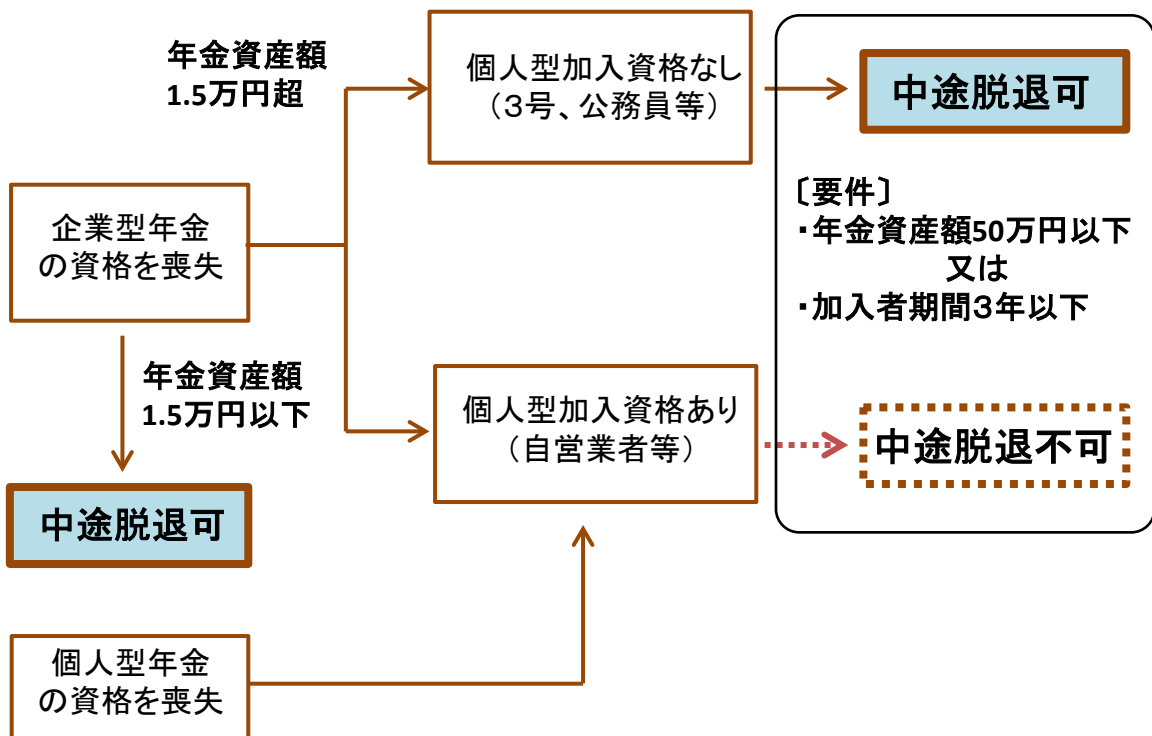 年金資産額
1.5万円超
個人型加入資格なし
（３号、公務員等）
中途脱退可
企業型年金
の資格を喪失
〔要件〕
・年金資産額50万円以下
又は
・加入者期間３年以下
年金資産額
1.5万円以下
個人型加入資格あり
（自営業者等）
中途脱退不可
中途脱退可
個人型年金
の資格を喪失